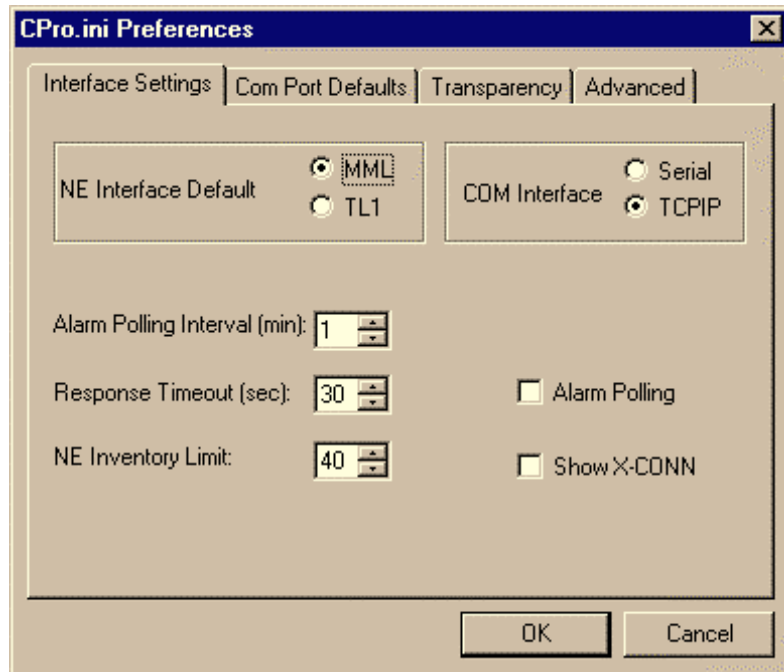 CPro.ini Preferences
Interface Settings Com Port Defaults Transparency Advanced
NE Interface Default
MML
TL1
COM Interface
Serial
TCPIP
Alarm Polling Interval (min): 1
Response Timeout (sec): 30
Alarm Polling
NE Inventory Limit: 40
Show X-CONN
OK Cancel